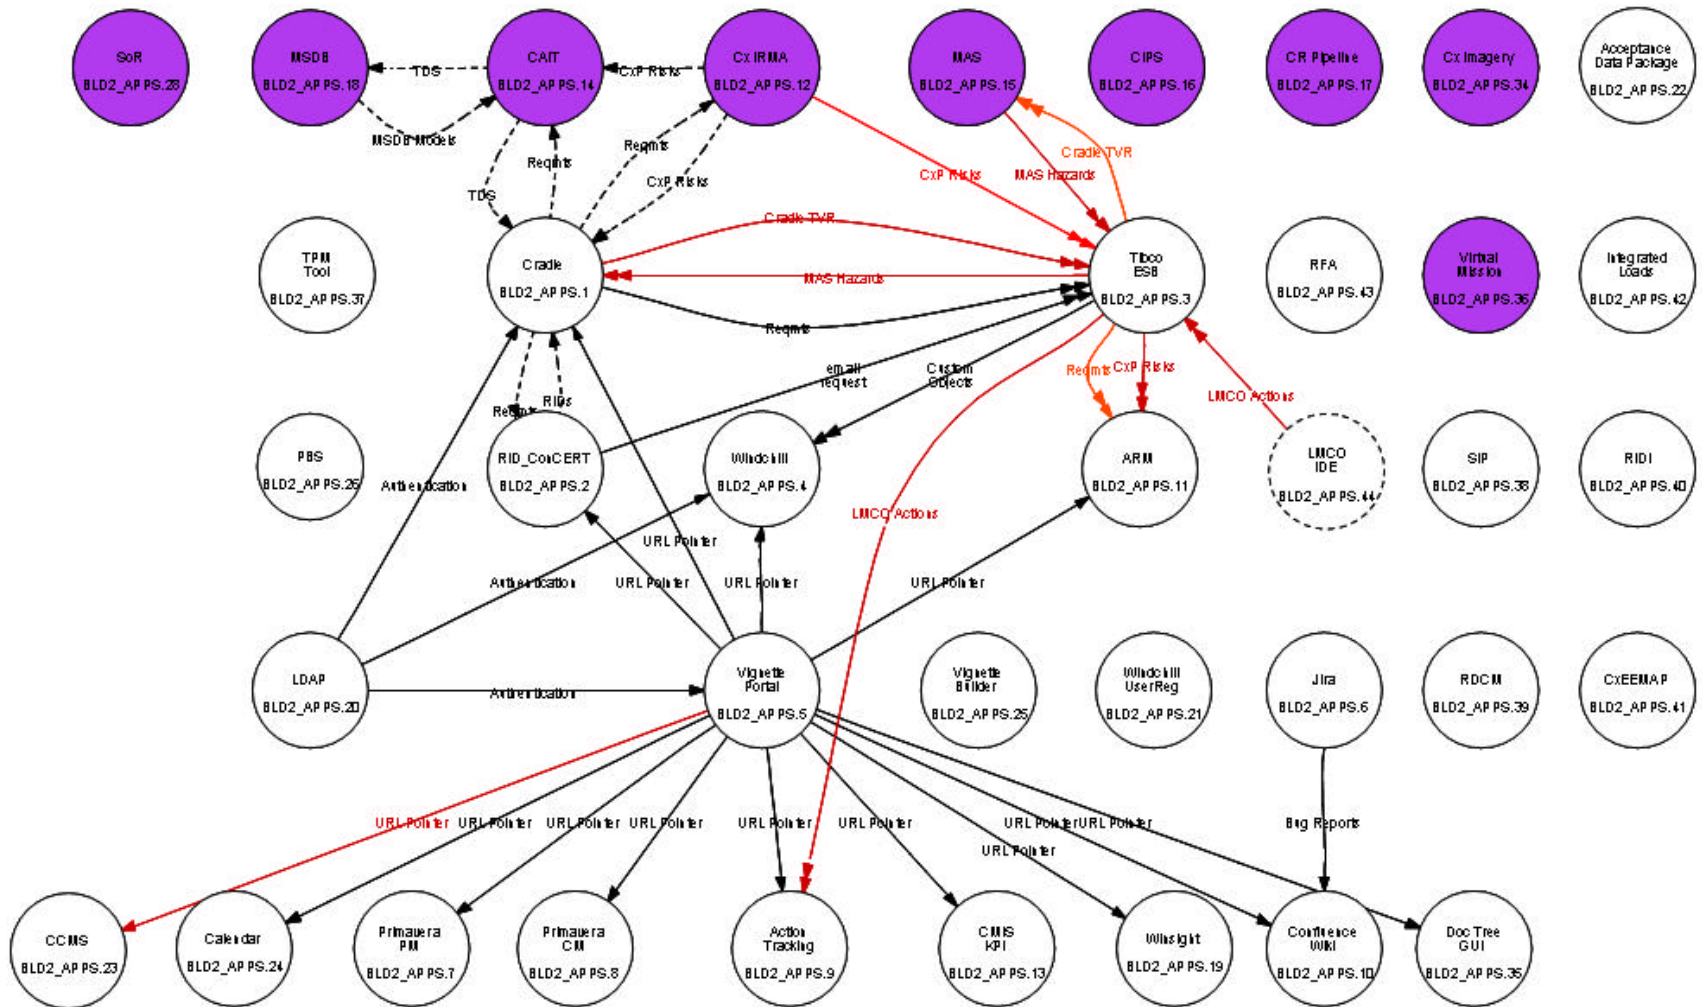 SoR
BLD2_APPS.28
MSDB
BLD2_APPS.18
CAIT
BLD2_APPS.14
Cx IRMA
BLD2_APPS.12
MAS
BLD2_APPS.15
CIPS
BLD2_APPS.16
CR Pipeline
BLD2_APPS.17
Cx Imagery
BLD2_APPS.34
Acceptance
Data Package
BLD2_APPS.22
TDS
CxP Risks
MSDB Models
Reqmts
Reqmts
CxP Risks
TDS
CxP Risks
MAS Hazards
Cradle TVR
TPM
Tool
BLD2_APPS.37
Cradle
BLD2_APPS.1
Cradle TVR
MAS Hazards
Reqmts
Tibco
ESB
BLD2_APPS.3
RFA
BLD2_APPS.43
Virtual
Mission
BLD2_APPS.36
Integrated
Loads
BLD2_APPS.42
Reqmts
RIDs
email
request
Custom
Objects
Reqmts
CxP Risks
LMCO Actions
PBS
BLD2_APPS.26
RID_ConCERT
BLD2_APPS.2
Windchill
BLD2_APPS.4
ARM
BLD2_APPS.11
LMCO
IDE
BLD2_APPS.44
SIP
BLD2_APPS.38
RIDI
BLD2_APPS.40
Authentication
LMCO Actions
URL Pointer
Authentication
URL Pointer
URL Pointer
URL Pointer
LDAP
BLD2_APPS.20
Authentication
Vignette
Portal
BLD2_APPS.5
Vignette
Builder
BLD2_APPS.25
Windchill
UserReg
BLD2_APPS.21
Jira
BLD2_APPS.6
RDCM
BLD2_APPS.39
CxEEMAP
BLD2_APPS.41
URL Pointer
URL Pointer
URL Pointer
URL Pointer
URL Pointer
URL Pointer
URL Pointer
URL Pointer
URL Pointer
Bug Reports
CCMS
BLD2_APPS.23
Calendar
BLD2_APPS.24
Primavera
PM
BLD2_APPS.7
Primavera
CM
BLD2_APPS.8
Action
Tracking
BLD2_APPS.9
CMIS
KPI
BLD2_APPS.13
Winsight
BLD2_APPS.19
Confluence
Wiki
BLD2_APPS.10
Doc Tree
GUI
BLD2_APPS.35